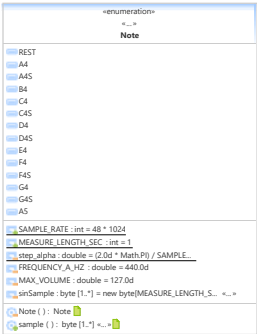 «enumeration»
«... »
Note
REST
A4
A4S
B4
C4
C4S
D4
D4S
E4
F4
F4S
G4
G4S
A5
SAMPLE_RATE : int = 48 * 1024
MEASURE_LENGTH_SEC : int = 1
step_alpha : double = (2.0d * Math.PI) / SAMPLE...
FREQUENCY_A_HZ : double = 440.0d
MAX_VOLUME : double = 127.0d
sinSample : byte [1..*] = new byte[MEASURE_LENGTH_S... «... »
Note ( ) : Note
sample ( ) : byte [1..*] «... »